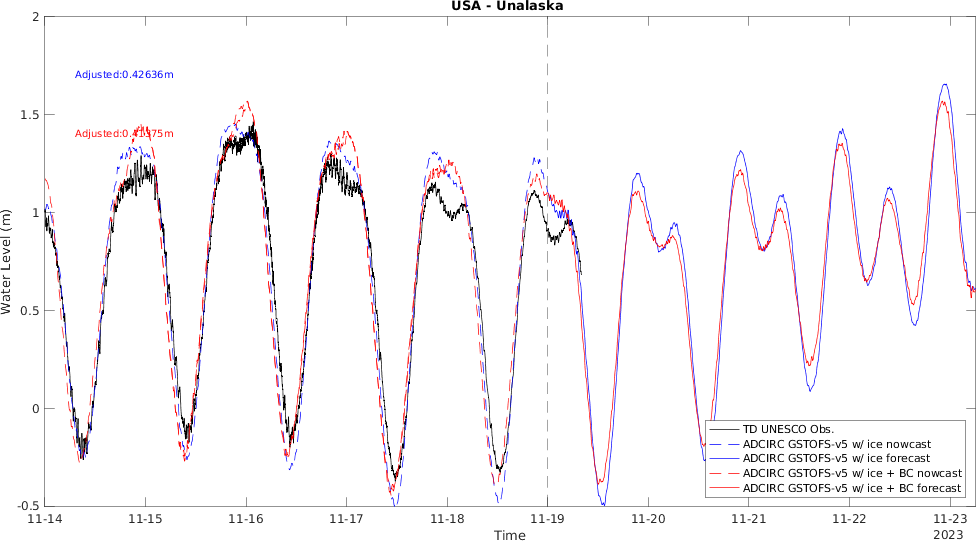 USA - Unalaska
2
1.5
1
0.5
0
-0.5
Water Level (m)
Adjusted:0.42636m
Adjusted:0.41375m
TD UNESCO Obs.
ADCIRC GSTOFS-v5 w/ ice nowcast
ADCIRC GSTOFS-v5 w/ ice forecast
ADCIRC GSTOFS-v5 w/ ice + BC nowcast
ADCIRC GSTOFS-v5 w/ ice + BC forecast
11-14 11-15 11-16 11-17 11-18 11-19 11-20 11-21 11-22 11-23
Time
2023